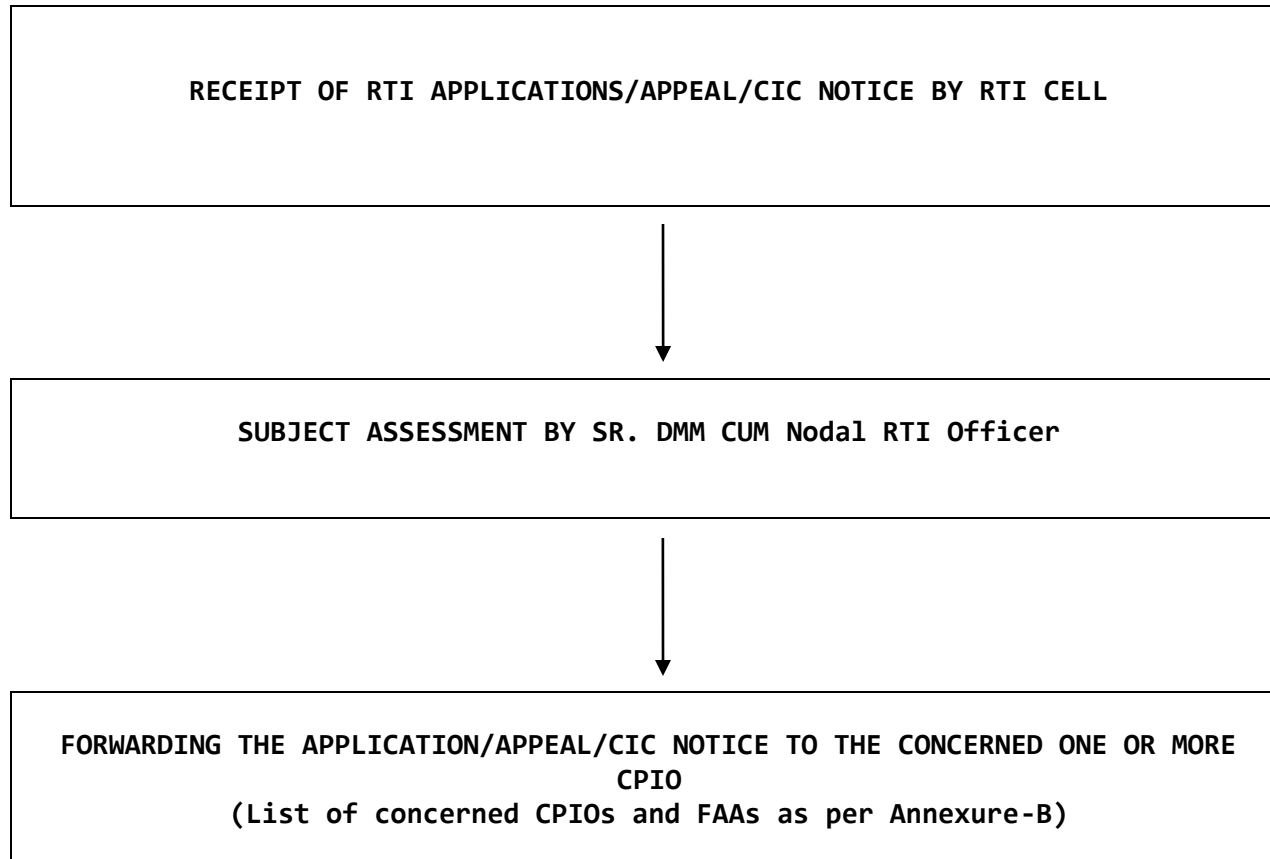 RECEIPT OF RTI APPLICATIONS/APPEAL/CIC NOTICE BY RTI CELL
SUBJECT ASSESSMENT BY SR. DMM CUM Nodal RTI Officer
FORWARDING THE APPLICATION/APPEAL/CIC NOTICE TO THE CONCERNED ONE OR MORE
CPIO
(List of concerned CPIOs and FAAs as per Annexure-B)